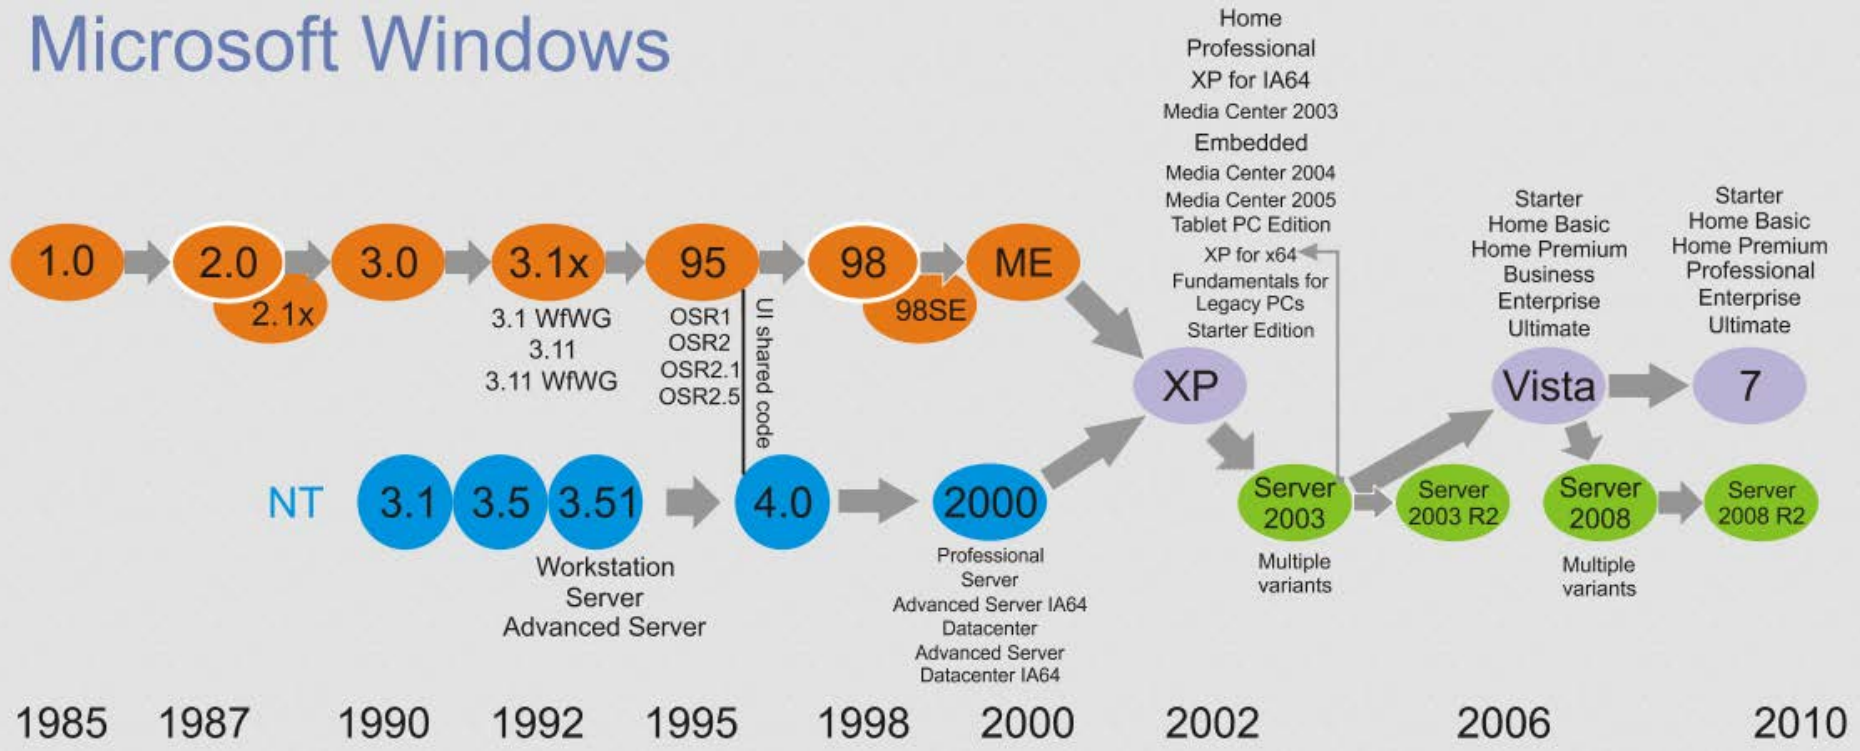 Microsoft Windows
Home
Professional
XP for IA64
Media Center 2003
Embedded
Media Center 2004
Media Center 2005
Tablet PC Edition
XP for x64
Fundamentals for
Legacy PCs
Starter Edition
Starter
Home Basic
Home Premium
Business
Enterprise
Ultimate
Starter
Home Basic
Home Premium
Professional
Enterprise
Ultimate
1.0
2.0
2.1x
3.0
3.1x
3.1 WfWG
3.11
3.11 WfWG
95
OSR1
OSR2
OSR2.1
OSR2.5
UI shared code
98
98SE
ME
XP
Vista
7
NT
3.1
3.5
3.51
Workstation
Server
Advanced Server
4.0
2000
Professional
Server
Advanced Server IA64
Datacenter
Advanced Server
Datacenter IA64
Server
2003
Multiple
variants
Server
2003 R2
Server
2008
Multiple
variants
Server
2008 R2
1985
1987
1990
1992
1995
1998
2000
2002
2006
2010